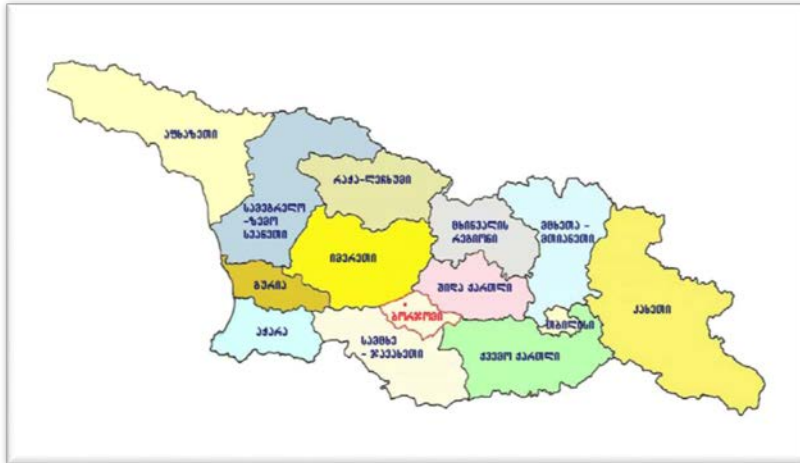 აფხაზეთი
რაჭა-ლეჩხუმი
სამეგრელო
-ზემო
სვანეთი
ცხინვალის
რეგიონი
მცხეთა -
მთიანეთი
იმერეთი
გურია
შიდა ქართლი
კახეთი
ბორჯომი
თბილისი
აჭარა
სამცხე
- ჯავახეთი
ქვემო ქართლი